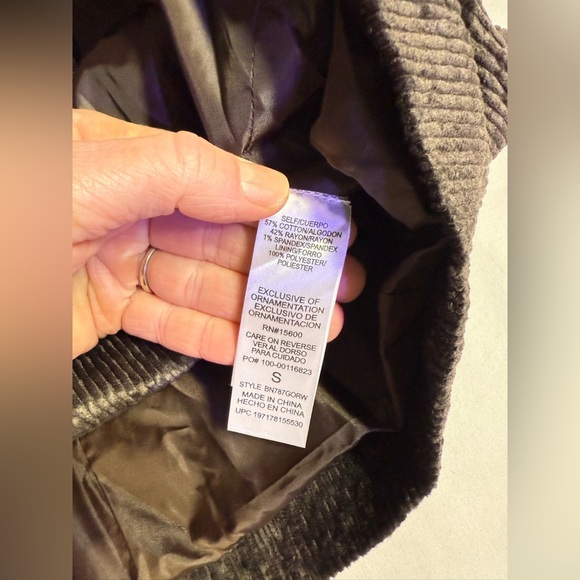 SELF/CUERPO
57% COTTON/ALGODON
42% RAYON/RAYON
1% SPANDEX/SPANDEX
LINING/FORRO
100% POLYESTER/
POLIESTER
EXCLUSIVE OF
ORNAMENTATION
EXCLUSIVO DE
ORNAMENTACION
RN#15600
CARE ON REVERSE
VER AL DORSO
PARA CUIDADO
PO# 100-00116823
S
STYLE BN787GORW
MADE IN CHINA
HECHO EN CHINA
UPC 197178155530